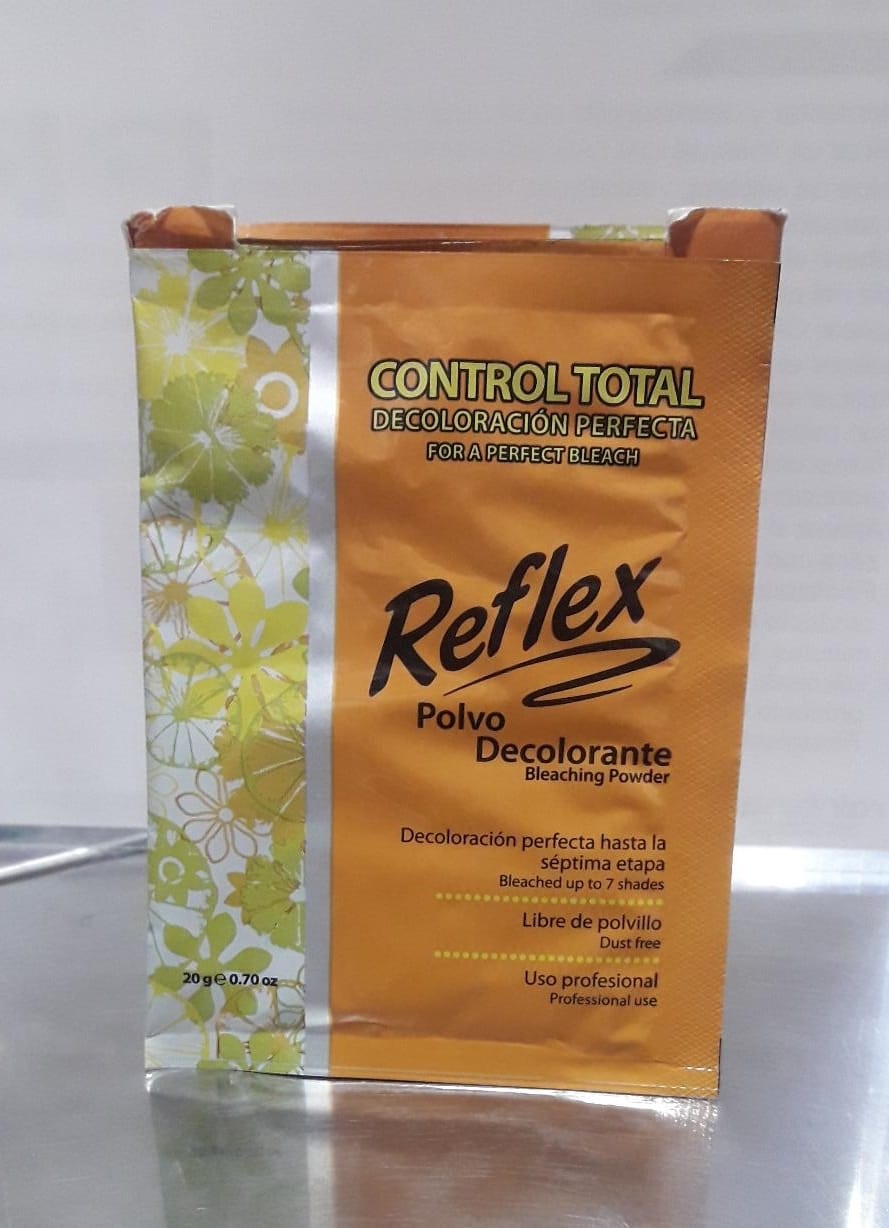 CONTROL TOTAL
DECOLORACIÓN PERFECTA
FOR A PERFECT BLEACH
Reflex
Polvo
Decolorante
Bleaching Powder
Decoloración perfecta hasta la
séptima etapa
Bleached up to 7 shades
Libre de polvillo
Dust free
Uso profesional
Professional use
20 g ℮ 0.70 oz